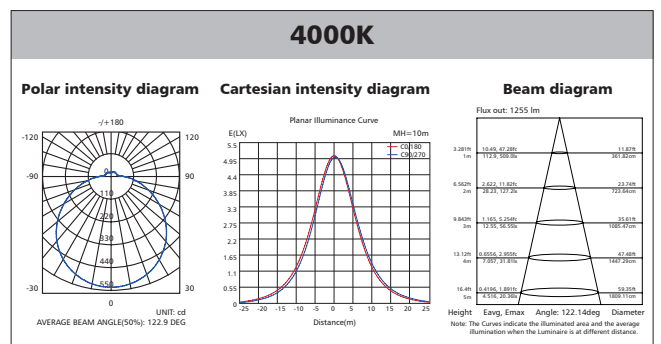 4000K
Polar intensity diagram
-/+180
-120
120
-90
90
0
110
220
330
440
550
-30
30
0
UNIT: cd
AVERAGE BEAM ANGLE(50%): 122.9 DEG
Cartesian intensity diagram
Planar Illuminance Curve
E(LX)
MH=10m
C0/180
C90/270
5.5
4.95
4.4
3.85
3.3
2.75
2.2
1.65
1.1
0.55
0
-25 -20 -15 -10 -5 0 5 10 15 20 25
Distance(m)
Beam diagram
Flux out: 1255 lm
3.281ft 10.49, 47.28fc 11.87ft
1m 112.9, 509.0lx 361.82cm
6.562ft 2.622, 11.82fc 23.74ft
2m 28.23, 127.2lx 723.64cm
9.843ft 1.165, 5.254fc 35.61ft
3m 12.55, 56.55lx 1085.47cm
13.12ft 0.6556, 2.955fc 47.48ft
4m 7.057, 31.81lx 1447.29cm
16.4ft 0.4196, 1.891fc 59.35ft
5m 4.516, 20.36lx 1809.11cm
Height Eavg, Emax Angle: 122.14deg Diameter
Note: The Curves indicate the illuminated area and the average
illumination when the Luminaire is at different distance.